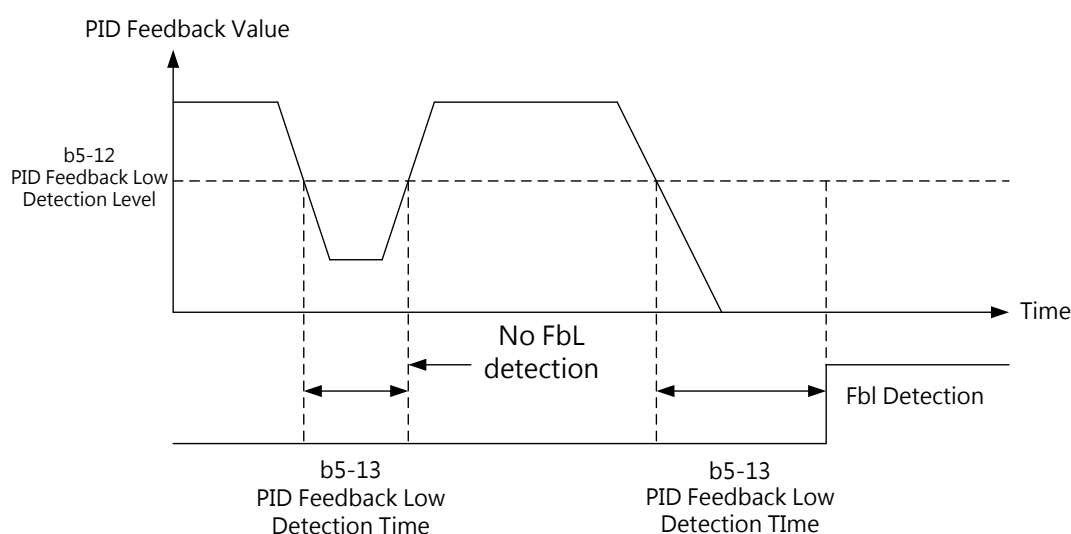 PID Feedback Value
b5-12
PID Feedback Low
Detection Level
Time
No FbL
detection
Fbl Detection
b5-13
PID Feedback Low
Detection Time
b5-13
PID Feedback Low
Detection TIme